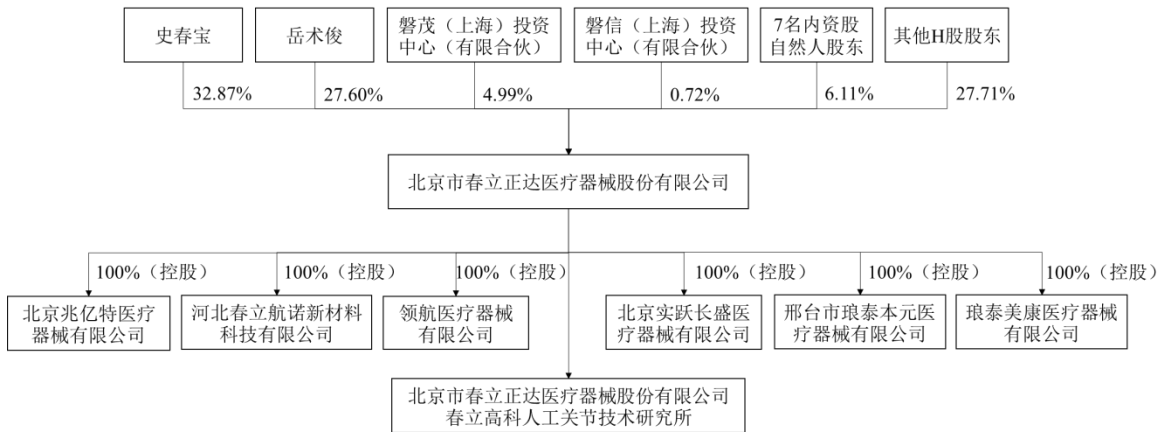 史春宝
岳术俊
磐茂（上海）投资
中心（有限合伙）
磐信（上海）投资
中心（有限合伙）
7名内资股
自然人股东
其他H股股东
32.87%
27.60%
4.99%
0.72%
6.11%
27.71%
北京市春立正达医疗器械股份有限公司
100%（控股）
100%（控股）
100%（控股）
100%（控股）
100%（控股）
100%（控股）
北京兆亿特医疗
器械有限公司
河北春立航诺新材料
科技有限公司
领航医疗器械
有限公司
北京实跃长盛医
疗器械有限公司
邢台市琅泰本元医
疗器械有限公司
琅泰美康医疗器械
有限公司
北京市春立正达医疗器械股份有限公司
春立高科人工关节技术研究所